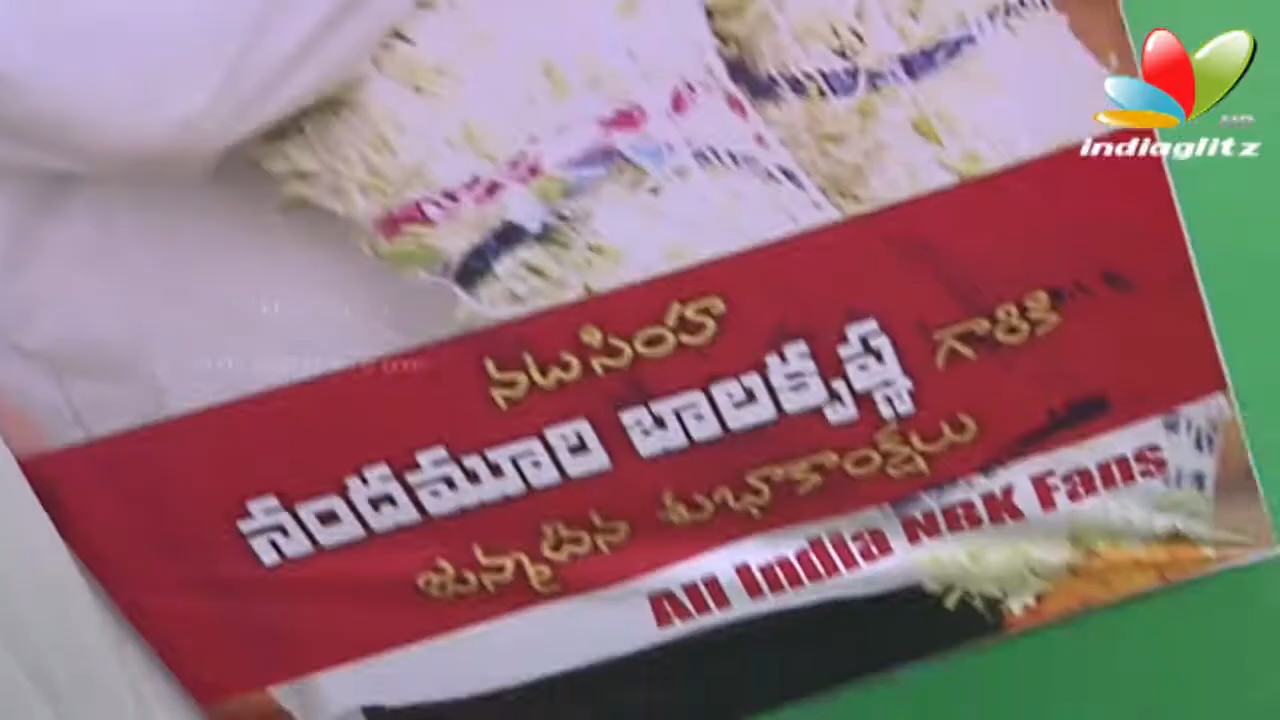 indiaglitz
నటసింహ
నందమూరి బాలకృష్ణ గారికి
జన్మదిన శుభాకాంక్షలు
All India NBK Fans